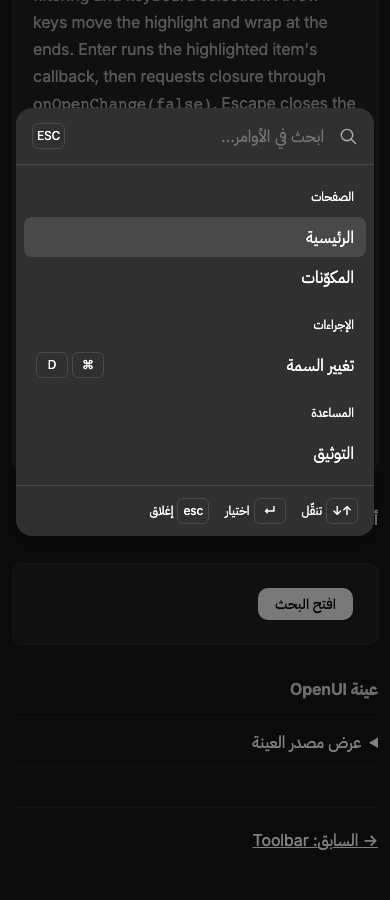 keys move the highlight and wrap at the
ends. Enter runs the highlighted item's
callback, then requests closure through
onOpenChange(false). Escape closes the
ابحث في الأوامر...
ESC
الصفحات
الرئيسية
المكوّنات
الإجراءات
تغيير السمة
⌘ D
المساعدة
التوثيق
↑↓ تنقّل ↵ اختيار esc إغلاق
افتح البحث
عينة OpenUI
◀ عرض مصدر العينة
→ السابق: Toolbar